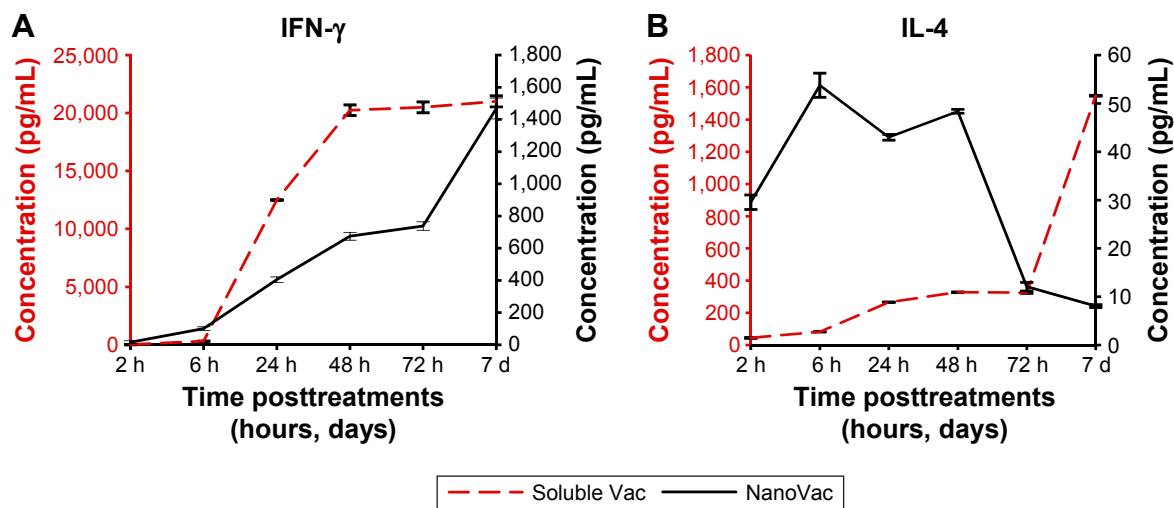 A
IFN-γ
Concentration (pg/mL)
25,000
20,000
15,000
10,000
5,000
0
1,800
1,600
1,400
1,200
1,000
800
600
400
200
0
Concentration (pg/mL)
2 h 6 h 24 h 48 h 72 h 7 d
Time posttreatments
(hours, days)
B
IL-4
Concentration (pg/mL)
1,800
1,600
1,400
1,200
1,000
800
600
400
200
0
60
50
40
30
20
10
0
Concentration (pg/mL)
2 h 6 h 24 h 48 h 72 h 7 d
Time posttreatments
(hours, days)
Soluble Vac NanoVac